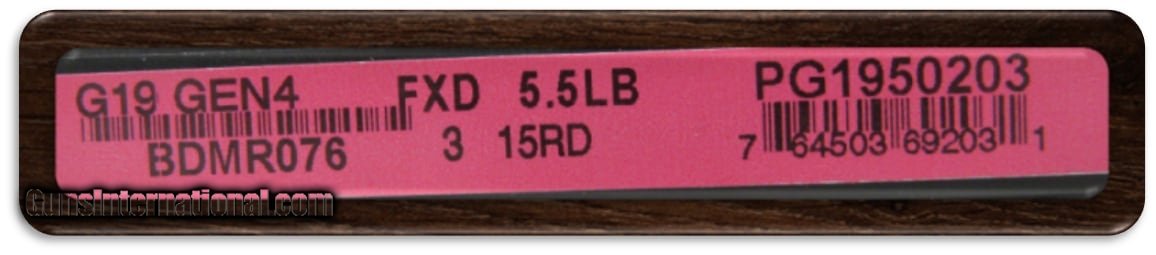 G19 GEN4 FXD 5.5LB PG1950203
BDMR076 3 15RD 7 64503 69203 1
GunsInternational.com